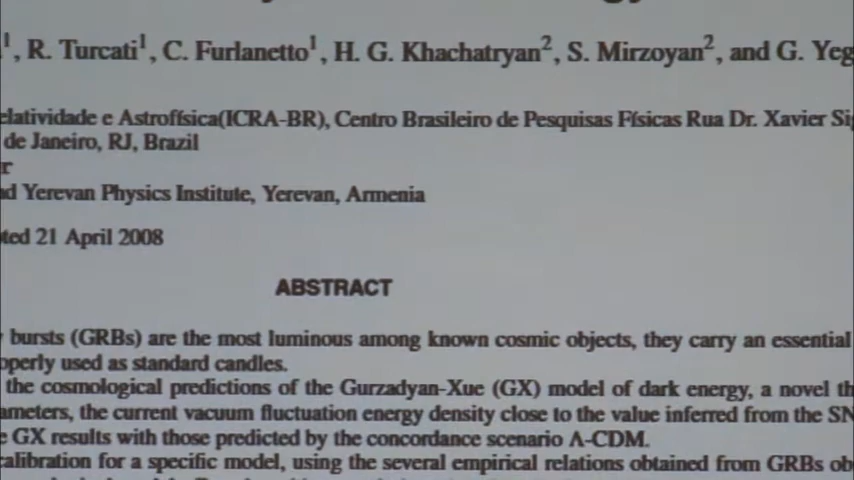 ¹, R. Turcati¹, C. Furlanetto¹, H. G. Khachatryan², S. Mirzoyan², and G. Yeg
elatividade e Astroffsica(ICRA-BR), Centro Brasileiro de Pesquisas Físicas Rua Dr. Xavier Sig
de Janeiro, RJ, Brazil
r
d Yerevan Physics Institute, Yerevan, Armenia
ted 21 April 2008
ABSTRACT
bursts (GRBs) are the most luminous among known cosmic objects, they carry an essential
operly used as standard candles.
the cosmological predictions of the Gurzadyan-Xue (GX) model of dark energy, a novel th
ameters, the current vacuum fluctuation energy density close to the value inferred from the SN
e GX results with those predicted by the concordance scenario Λ-CDM.
alibration for a specific model, using the several empirical relations obtained from GRBs ob